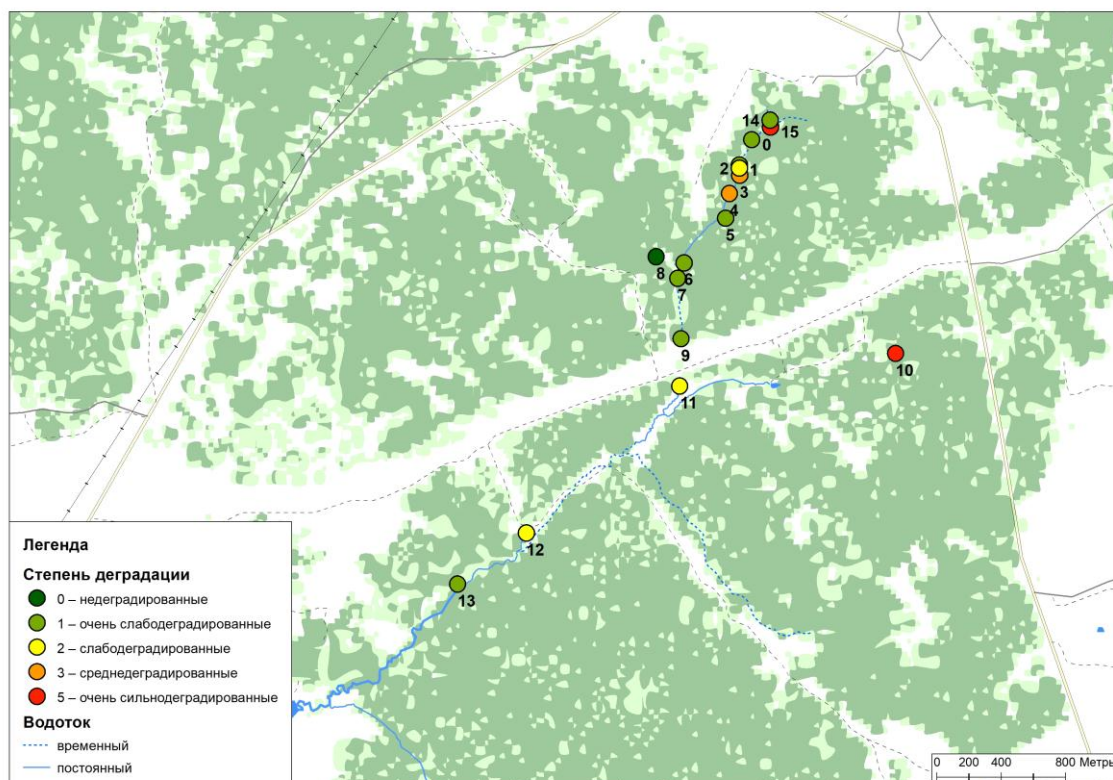 14
15
0
2
1
3
4
5
8
6
7
9
10
11
12
13
Легенда
Степень деградации
0 – недеградированные
1 – очень слабодеградированные
2 – слабодеградированные
3 – среднедеградированные
5 – очень сильнодеградированные
Водоток
временный
постоянный
0 200 400 800 Метры